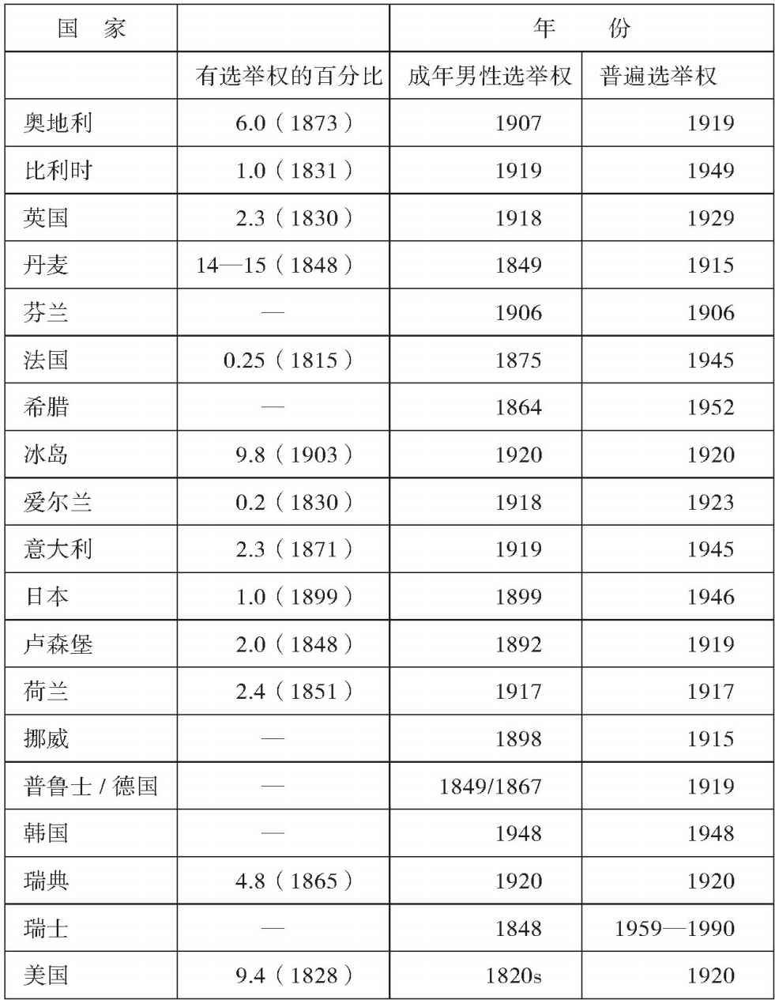 国 家 年 份
有选举权的百分比 成年男性选举权 普遍选举权
奥地利 6.0（1873） 1907 1919
比利时 1.0（1831） 1919 1949
英国 2.3（1830） 1918 1929
丹麦 14—15（1848） 1849 1915
芬兰 — 1906 1906
法国 0.25（1815） 1875 1945
希腊 — 1864 1952
冰岛 9.8（1903） 1920 1920
爱尔兰 0.2（1830） 1918 1923
意大利 2.3（1871） 1919 1945
日本 1.0（1899） 1899 1946
卢森堡 2.0（1848） 1892 1919
荷兰 2.4（1851） 1917 1917
挪威 — 1898 1915
普鲁士 / 德国 — 1849/1867 1919
韩国 — 1948 1948
瑞典 4.8（1865） 1920 1920
瑞士 — 1848 1959—1990
美国 9.4（1828） 1820s 1920